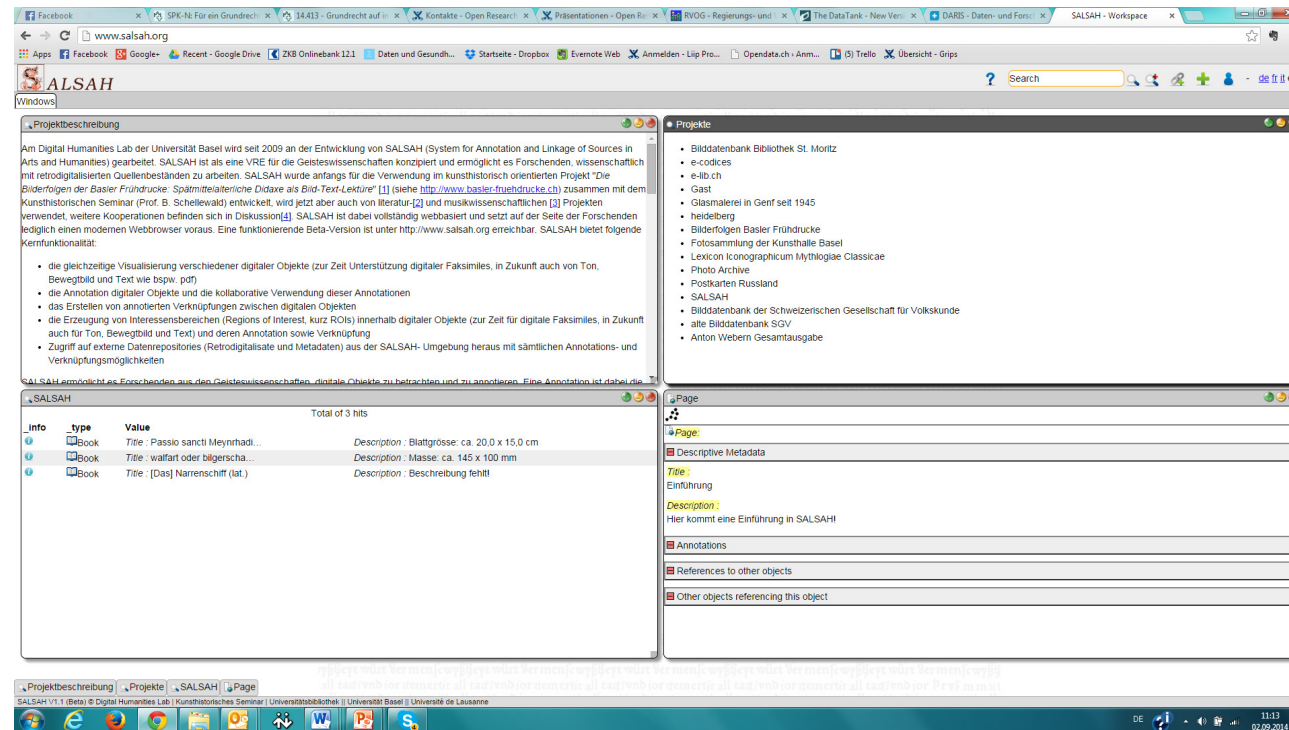 Facebook
SPK-N: Für ein Grundrecht
14.413 - Grundrecht auf in
Kontakte - Open Research
Präsentationen - Open Re
RVOG - Regierungs- und V
The DataTank - New Versi
DARIS - Daten- und Forsc
SALSAH - Workspace
www.salsah.org
Apps Facebook Google+ Recent - Google Drive ZKB Onlinebank 12.1 Daten und Gesundh... Startseite - Dropbox Evernote Web Anmelden - Liip Pro... Opendata.ch › Anm... (5) Trello Übersicht - Grips
SALSAH
? Search - de fr it
Windows
Projektbeschreibung
Am Digital Humanities Lab der Universität Basel wird seit 2009 an der Entwicklung von SALSAH (System for Annotation and Linkage of Sources in
Arts and Humanities) gearbeitet. SALSAH ist als eine VRE für die Geisteswissenschaften konzipiert und ermöglicht es Forschenden, wissenschaftlich
mit retrodigitalisierten Quellenbeständen zu arbeiten. SALSAH wurde anfangs für die Verwendung im kunsthistorisch orientierten Projekt "Die
Bilderfolgen der Basler Frühdrucke: Spätmittelalterliche Didaxe als Bild-Text-Lektüre" [1] (siehe http://www.basler-fruehdrucke.ch) zusammen mit dem
Kunsthistorischen Seminar (Prof. B. Schellewald) entwickelt, wird jetzt aber auch von literatur-[2] und musikwissenschaftlichen [3] Projekten
verwendet, weitere Kooperationen befinden sich in Diskussion[4]. SALSAH ist dabei vollständig webbasiert und setzt auf der Seite der Forschenden
lediglich einen modernen Webbrowser voraus. Eine funktionierende Beta-Version ist unter http://www.salsah.org erreichbar. SALSAH bietet folgende
Kernfunktionalität:
• die gleichzeitige Visualisierung verschiedener digitaler Objekte (zur Zeit Unterstützung digitaler Faksimiles, in Zukunft auch von Ton,
Bewegtbild und Text wie bspw. pdf)
• die Annotation digitaler Objekte und die kollaborative Verwendung dieser Annotationen
• das Erstellen von annotierten Verknüpfungen zwischen digitalen Objekten
• die Erzeugung von Interessensbereichen (Regions of Interest, kurz ROIs) innerhalb digitaler Objekte (zur Zeit für digitale Faksimiles, in Zukunft
auch für Ton, Bewegtbild und Text) und deren Annotation sowie Verknüpfung
• Zugriff auf externe Datenrepositories (Retrodigitalisate und Metadaten) aus der SALSAH- Umgebung heraus mit sämtlichen Annotations- und
Verknüpfungsmöglichkeiten
SALSAH ermöglicht es Forschenden aus den Geisteswissenschaften, digitale Objekte zu betrachten und zu annotieren. Eine Annotation ist dabei die
Projekte
• Bilddatenbank Bibliothek St. Moritz
• e-codices
• e-lib.ch
• Gast
• Glasmalerei in Genf seit 1945
• heidelberg
• Bilderfolgen Basler Frühdrucke
• Fotosammlung der Kunsthalle Basel
• Lexicon Iconographicum Mythlogiae Classicae
• Photo Archive
• Postkarten Russland
• SALSAH
• Bilddatenbank der Schweizerischen Gesellschaft für Volkskunde
• alte Bilddatenbank SGV
• Anton Webern Gesamtausgabe
SALSAH
Total of 3 hits
_info _type Value
Book Title : Passio sancti Meynrhadi... Description : Blattgrösse: ca. 20,0 x 15,0 cm
Book Title : walfart oder bilgerscha... Description : Masse: ca. 145 x 100 mm
Book Title : [Das] Narrenschiff (lat.) Description : Beschreibung fehlt!
Page
Page:
Descriptive Metadata
Title :
Einführung
Description :
Hier kommt eine Einführung in SALSAH!
Annotations
References to other objects
Other objects referencing this object
Projektbeschreibung Projekte SALSAH Page
SALSAH V1.1 (Beta) © Digital Humanities Lab | Kunsthistorisches Seminar | Universitätsbibliothek || Universität Basel || Université de Lausanne
DE 11:13
02.09.2014